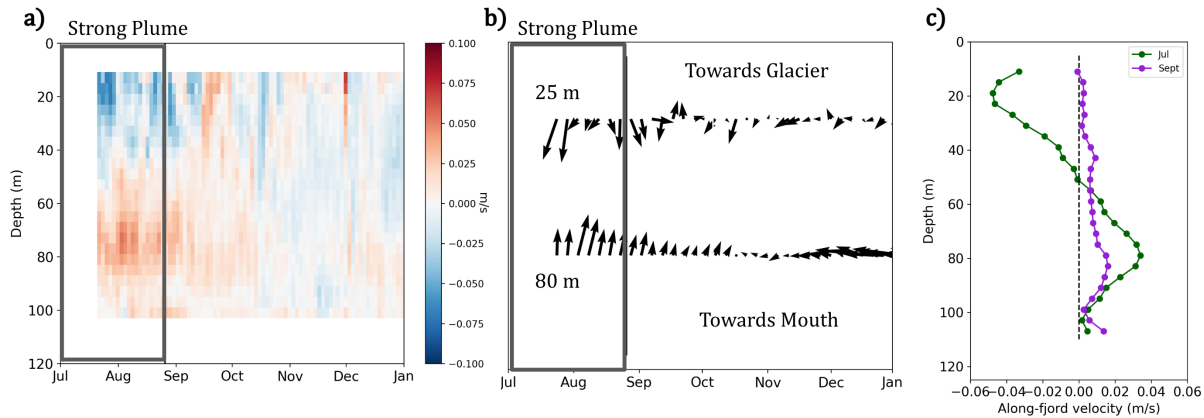 a)
Strong Plume
0
20
40
60
80
100
120
Depth (m)
Jul Aug Sep Oct Nov Dec Jan
0.100
0.075
0.050
0.025
0.000
−0.025
−0.050
−0.075
−0.100
m/s
b)
Strong Plume
Towards Glacier
25 m
80 m
Towards Mouth
Jul Aug Sep Oct Nov Dec Jan
c)
Jul
Sept
0
20
40
60
80
100
120
Depth (m)
−0.06 −0.04 −0.02 0.00 0.02 0.04 0.06
Along-fjord velocity (m/s)